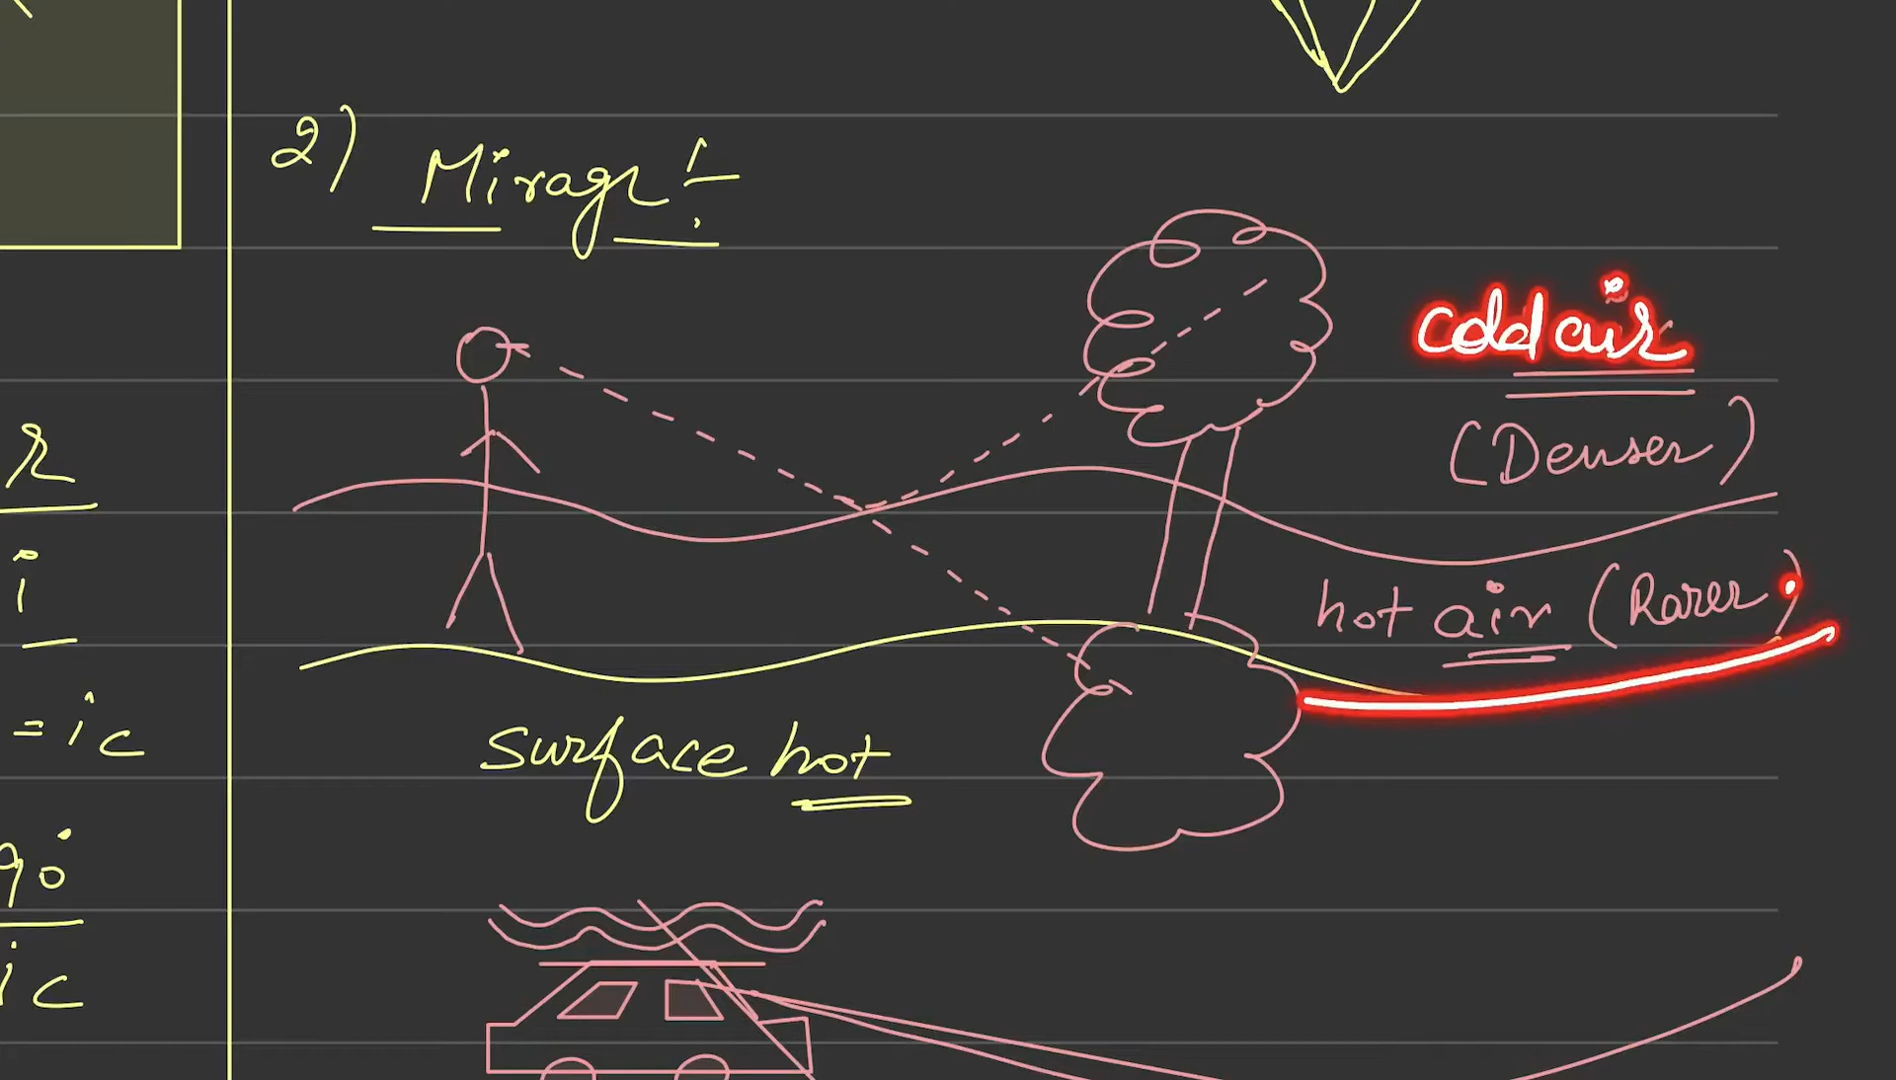 2) Mirage :-
cold air
(Denser)
hot air (Rarer)
surface hot
r
i
= ic
90°
ic